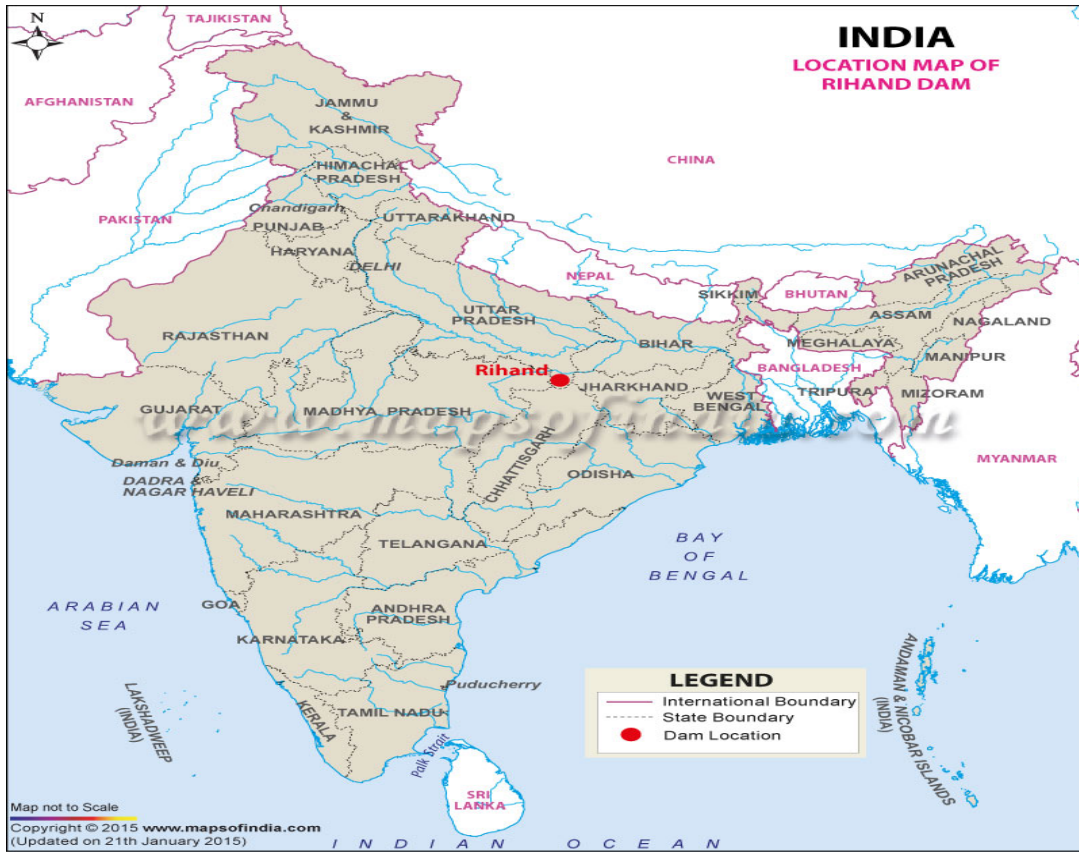 N
TAJIKISTAN
INDIA
LOCATION MAP OF
RIHAND DAM
AFGHANISTAN
JAMMU
&
KASHMIR
CHINA
HIMACHAL
PRADESH
PAKISTAN
Chandigarh
PUNJAB
UTTARAKHAND
HARYANA
DELHI
NEPAL
SIKKIM
BHUTAN
ARUNACHAL
PRADESH
UTTAR
PRADESH
ASSAM
NAGALAND
RAJASTHAN
BIHAR
MEGHALAYA
MANIPUR
BANGLADESH
Rihand
JHARKHAND
WEST
BENGAL
TRIPURA
MIZORAM
GUJARAT
MADHYA PRADESH
www.mapsofindia.com
MYANMAR
Daman & Diu
DADRA &
NAGAR HAVELI
CHHATTISGARH
ODISHA
MAHARASHTRA
TELANGANA
BAY
OF
BENGAL
ARABIAN
SEA
GOA
ANDHRA
PRADESH
KARNATAKA
ANDAMAN & NICOBAR ISLANDS
(INDIA)
LAKSHADWEEP
(INDIA)
Puducherry
KERALA
TAMIL NADU
Palk Strait
SRI
LANKA
LEGEND
International Boundary
State Boundary
Dam Location
Map not to Scale
Copyright © 2015 www.mapsofindia.com
(Updated on 21th January 2015)
INDIAN OCEAN